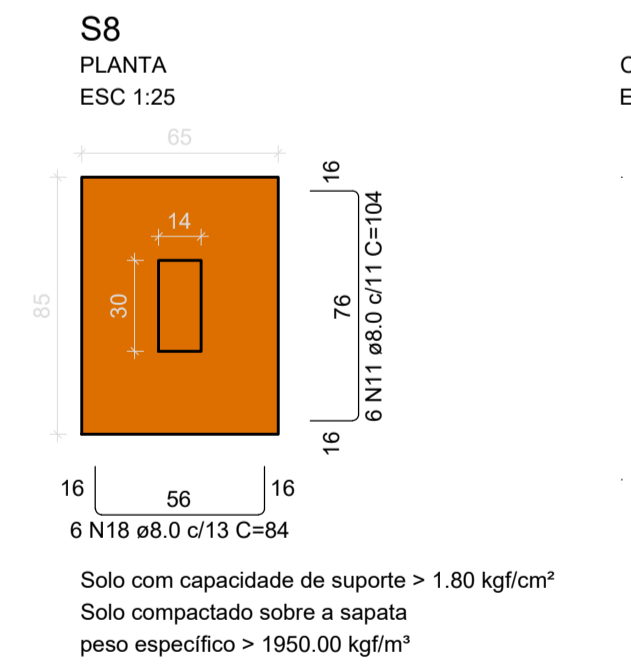 S8
PLANTA
ESC 1:25
C
E
65
14
30
85
16
76
6 N11 ø8.0 c/11 C=104
16
16
56
16
6 N18 ø8.0 c/13 C=84
Solo com capacidade de suporte > 1.80 kgf/cm²
Solo compactado sobre a sapata
peso específico > 1950.00 kgf/m³